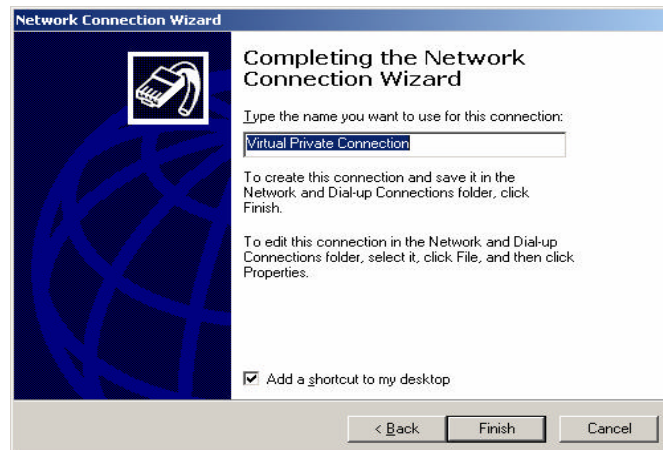 Network Connection Wizard
Completing the Network
Connection Wizard
Type the name you want to use for this connection:
Virtual Private Connection
To create this connection and save it in the
Network and Dial-up Connections folder, click
Finish.
To edit this connection in the Network and Dial-up
Connections folder, select it, click File, and then click
Properties.
Add a shortcut to my desktop
< Back
Finish
Cancel